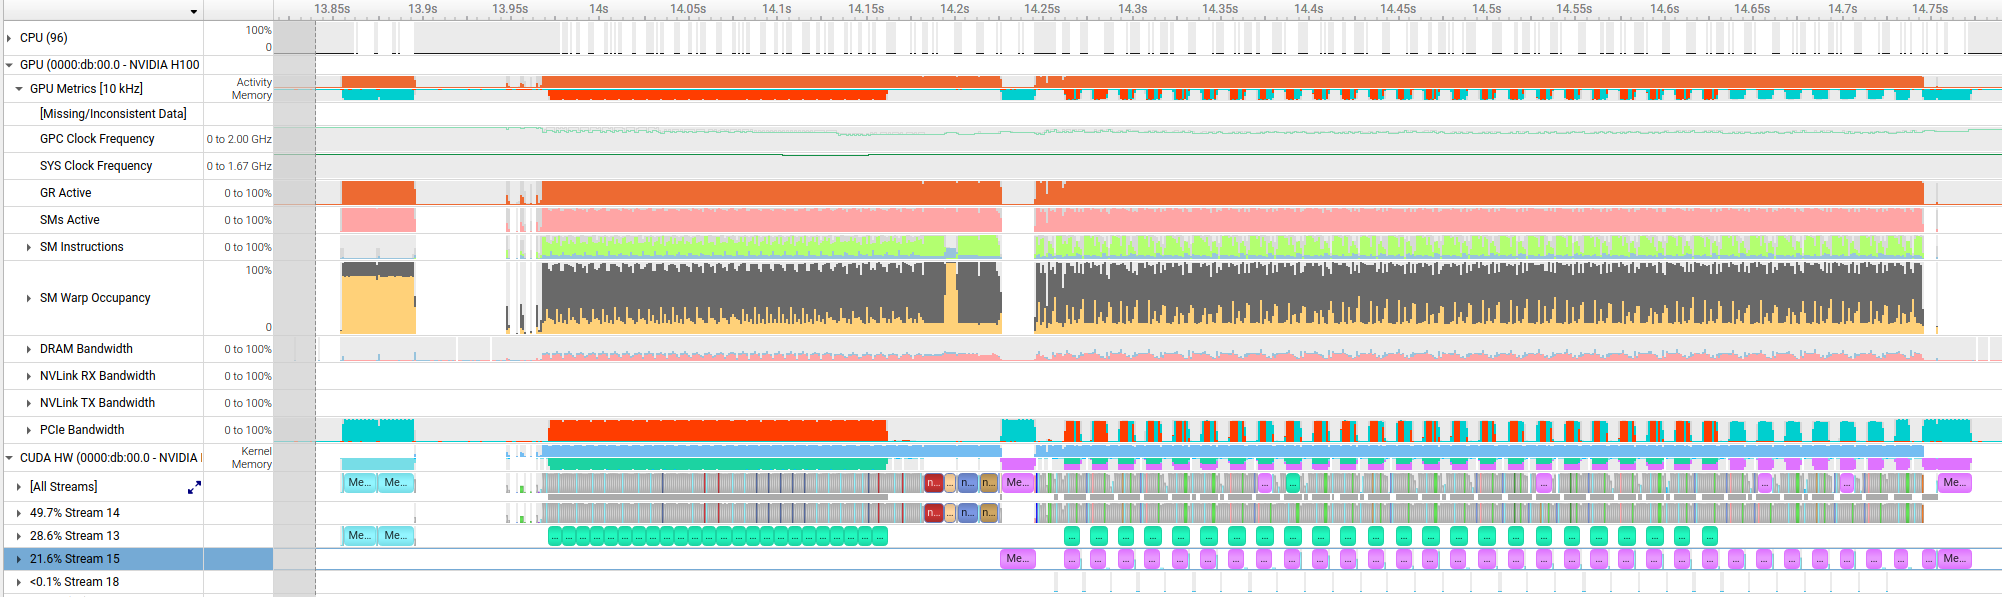 13.85s 13.9s 13.95s 14s 14.05s 14.1s 14.15s 14.2s 14.25s 14.3s 14.35s 14.4s 14.45s 14.5s 14.55s 14.6s 14.65s 14.7s 14.75s
CPU (96) 100%
0
GPU (0000:db:00.0 - NVIDIA H100
GPU Metrics [10 kHz] Activity
Memory
[Missing/Inconsistent Data]
GPC Clock Frequency 0 to 2.00 GHz
SYS Clock Frequency 0 to 1.67 GHz
GR Active 0 to 100%
SMs Active 0 to 100%
SM Instructions 0 to 100%
SM Warp Occupancy 100%
0
DRAM Bandwidth 0 to 100%
NVLink RX Bandwidth 0 to 100%
NVLink TX Bandwidth 0 to 100%
PCIe Bandwidth 0 to 100%
CUDA HW (0000:db:00.0 - NVIDIA Kernel
Memory
[All Streams] Me... Me... n... ... n... n... Me... ... ... ... ... ... Me...
49.7% Stream 14 n... ... n... n...
28.6% Stream 13 Me... Me... ... ... ... ... ... ... ... ... ... ... ... ... ... ... ... ... ... ... ... ... ... ... ... ... ... ... ... ... ... ... ... ... ... ... ... ... ... ... ... ... ... ... ... ... ... ... ... ...
21.6% Stream 15 Me... ... ... ... ... ... ... ... ... ... ... ... ... ... ... ... ... ... ... ... ... ... ... ... ... ... ... ... ... ... ... ... ... Me...
<0.1% Stream 18